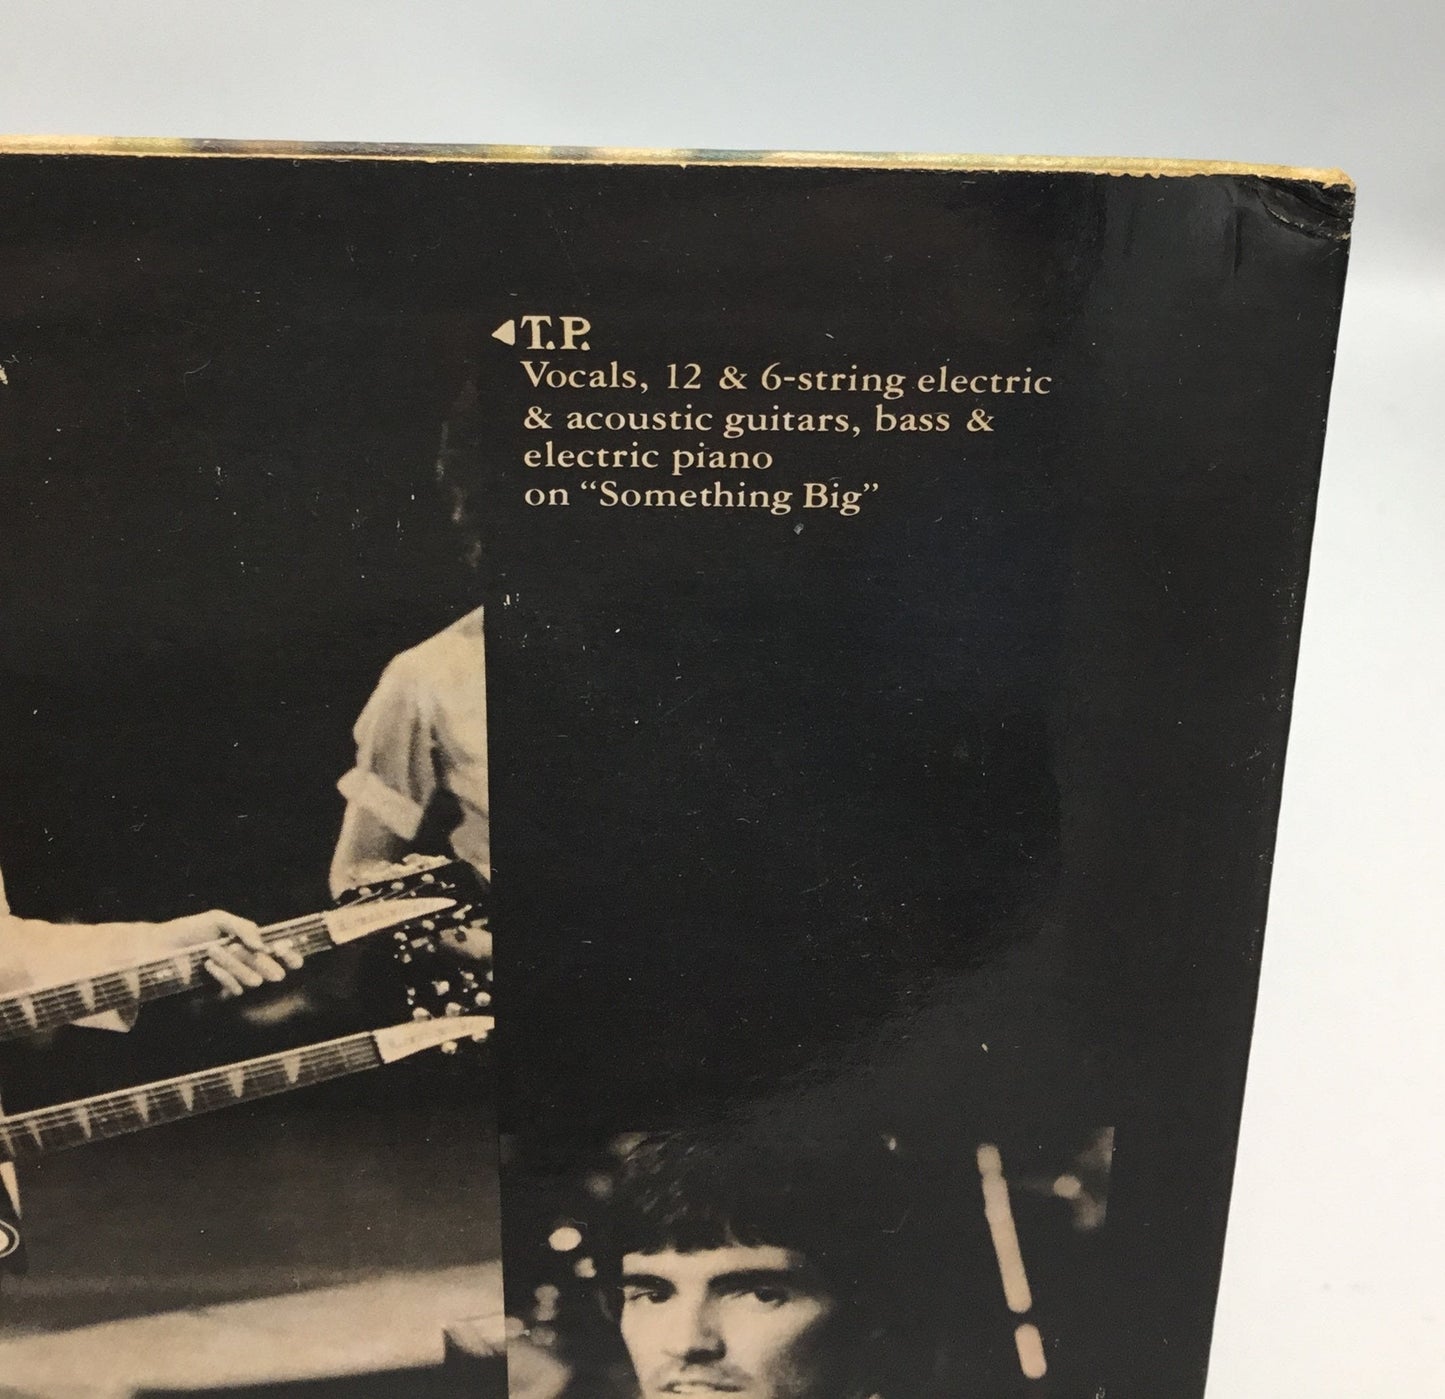 T.P.
Vocals, 12 & 6-string electric
& acoustic guitars, bass &
electric piano
on “Something Big”